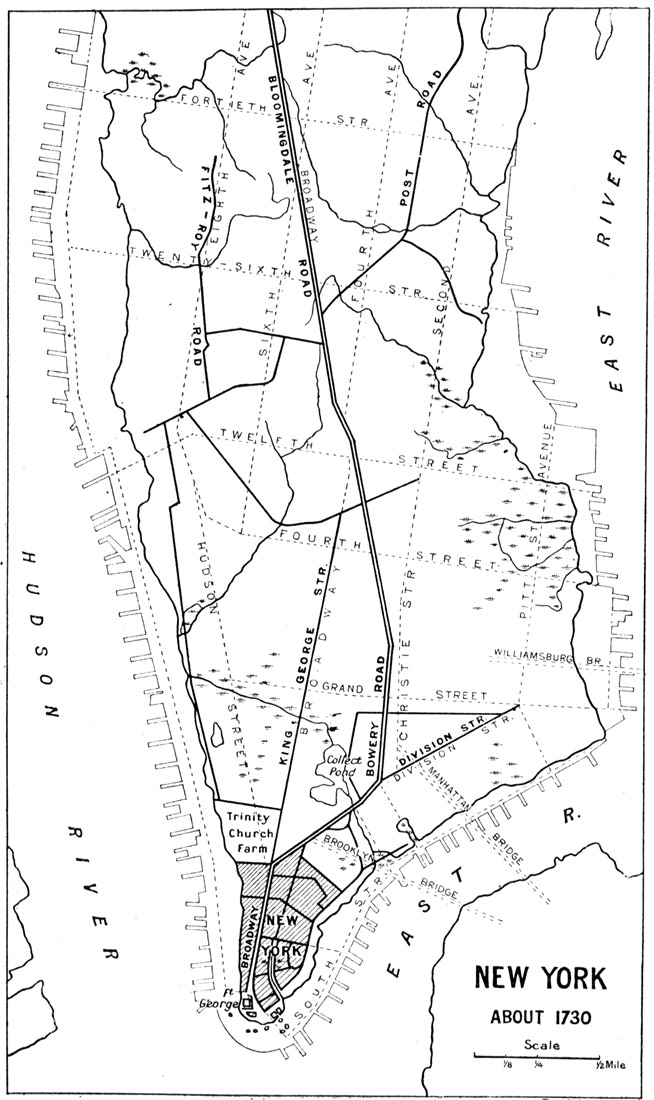 AVE
AVE
AVE
AVE
ROAD
BLOOMINGDALE
ROAD
BROADWAY
FORTIETH STR
POST
FITZ-ROY
ROAD
EIGHTH
SIXTH
FOURTH
SECOND
TWENTY-SIXTH STR.
EAST RIVER
AVENUE
TWELFTH STREET
FOURTH STREET
PITT ST
HUDSON
STREET
HUDSON RIVER
KING GEORGE STR.
BROADWAY
BOWERY ROAD
CHRISTIE STR
WILLIAMSBURG BR.
GRAND STREET
Collect
Pond
DIVISION STR.
DIVISION STR.
MANHATTAN
BRIDGE
Trinity
Church
Farm
BROOKLYN
BRIDGE
EAST R.
SOUTH STR
BROADWAY
NEW
YORK
Ft
George
NEW YORK
ABOUT 1730
Scale
1/8 1/4 1/2 Mile